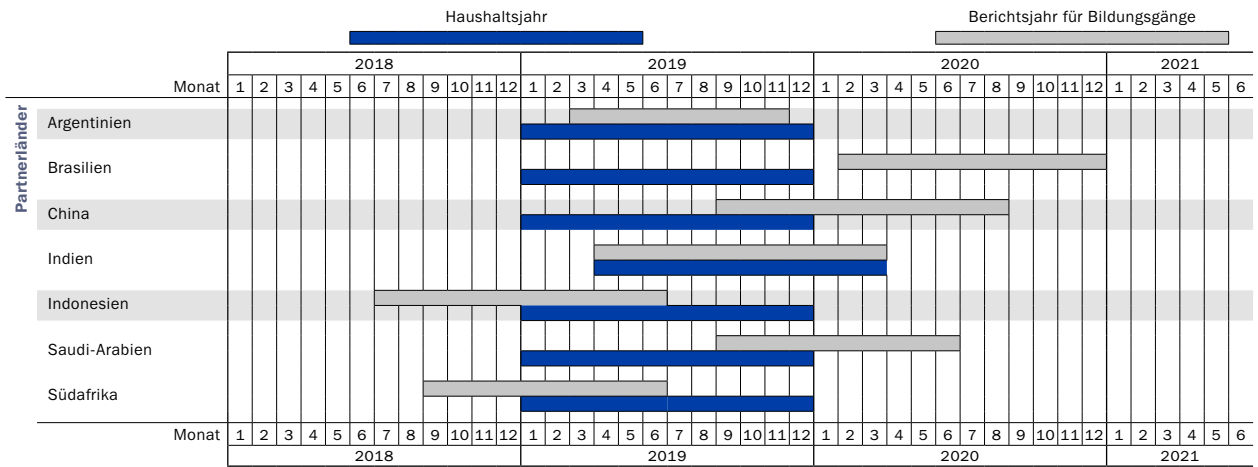 Haushaltsjahr Berichtsjahr für Bildungsgänge
2018 2019 2020 2021
Monat 1 2 3 4 5 6 7 8 9 10 11 12 1 2 3 4 5 6 7 8 9 10 11 12 1 2 3 4 5 6 7 8 9 10 11 12 1 2 3 4 5 6
Partnerländer
Argentinien
Brasilien
China
Indien
Indonesien
Saudi-Arabien
Südafrika
Monat 1 2 3 4 5 6 7 8 9 10 11 12 1 2 3 4 5 6 7 8 9 10 11 12 1 2 3 4 5 6 7 8 9 10 11 12 1 2 3 4 5 6
2018 2019 2020 2021